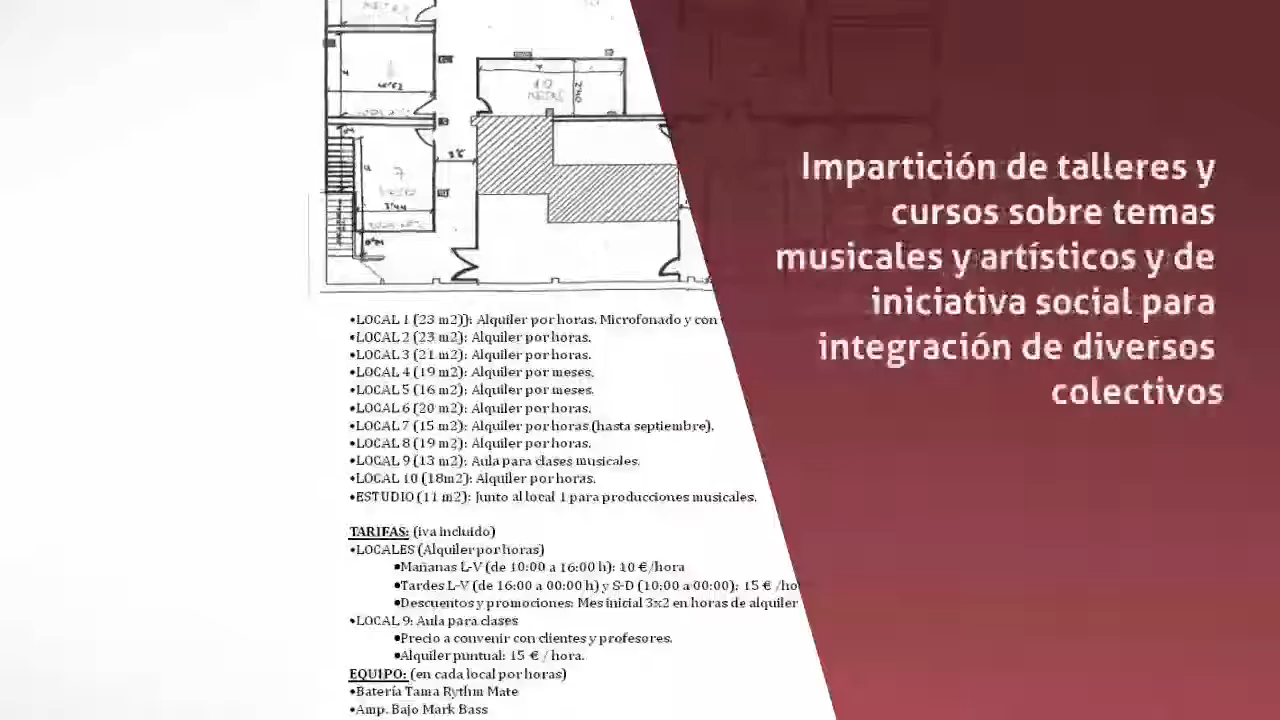 7
3'44
10
2'40
•LOCAL 1 (23 m2)): Alquiler por horas. Microfonado y con
•LOCAL 2 (23 m2): Alquiler por horas.
•LOCAL 3 (21 m2): Alquiler por horas.
•LOCAL 4 (19 m2): Alquiler por meses.
•LOCAL 5 (16 m2): Alquiler por meses.
•LOCAL 6 (20 m2): Alquiler por horas.
•LOCAL 7 (15 m2): Alquiler por horas (hasta septiembre).
•LOCAL 8 (19 m2): Alquiler por horas.
•LOCAL 9 (13 m2): Aula para clases musicales.
•LOCAL 10 (18m2): Alquiler por horas.
•ESTUDIO (11 m2): Junto al local 1 para producciones musicales.
TARIFAS: (iva incluido)
•LOCALES (Alquiler por horas)
•Mañanas L-V (de 10:00 a 16:00 h): 10 €/hora
•Tardes L-V (de 16:00 a 00:00 h) y S-D (10:00 a 00:00): 15 € /ho
•Descuentos y promociones: Mes inicial 3x2 en horas de alquiler
•LOCAL 9: Aula para clases
•Precio a convenir con clientes y profesores.
•Alquiler puntual: 15 € / hora.
EQUIPO: (en cada local por horas)
•Batería Tama Rythm Mate
•Amp. Bajo Mark Bass
Impartición de talleres y
cursos sobre temas
musicales y artísticos y de
iniciativa social para
integración de diversos
colectivos